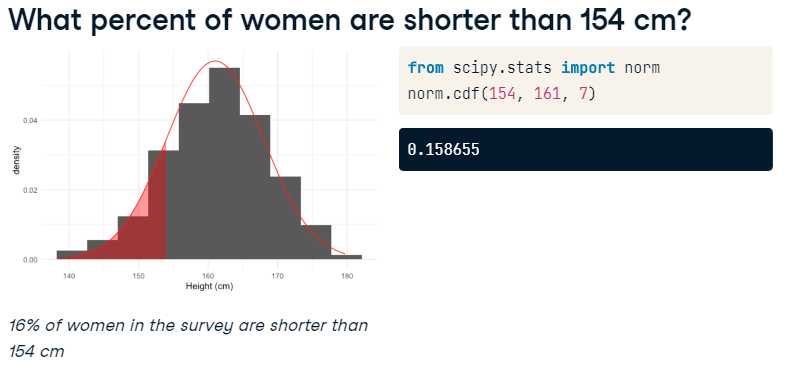 What percent of women are shorter than 154 cm?
from scipy.stats import norm
norm.cdf(154, 161, 7)
0.158655
density
0.04
0.02
0.00
140 150 160 170 180
Height (cm)
16% of women in the survey are shorter than
154 cm